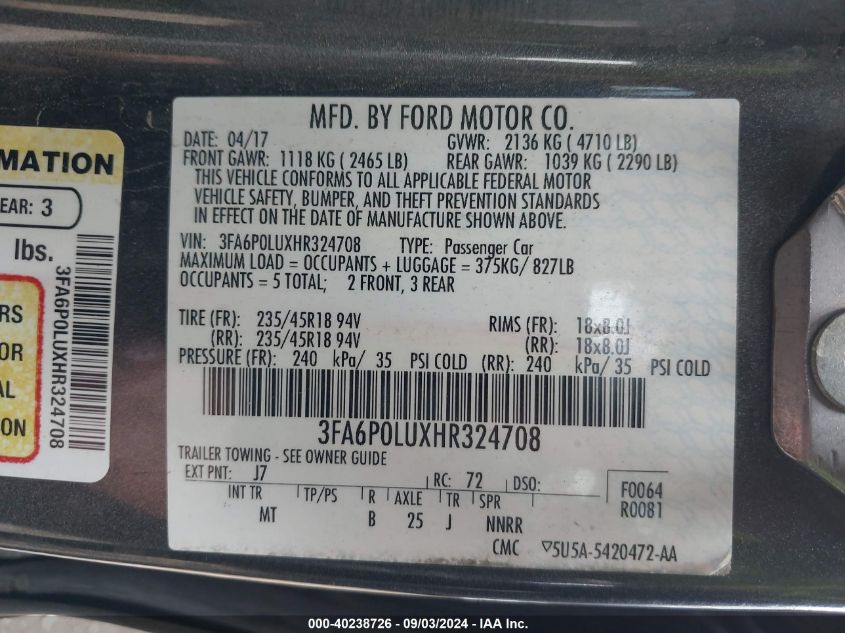 MFD. BY FORD MOTOR CO.
DATE: 04/17 GVWR: 2136 KG ( 4710 LB)
FRONT GAWR: 1118 KG ( 2465 LB) REAR GAWR: 1039 KG ( 2290 LB)
THIS VEHICLE CONFORMS TO ALL APPLICABLE FEDERAL MOTOR
VEHICLE SAFETY, BUMPER, AND THEFT PREVENTION STANDARDS
IN EFFECT ON THE DATE OF MANUFACTURE SHOWN ABOVE.
VIN: 3FA6P0LUXHR324708 TYPE: Passenger Car
MAXIMUM LOAD = OCCUPANTS + LUGGAGE = 375KG/ 827LB
OCCUPANTS = 5 TOTAL; 2 FRONT, 3 REAR
TIRE (FR): 235/45R18 94V RIMS (FR): 18x8.0J
(RR): 235/45R18 94V (RR): 18x8.0J
PRESSURE (FR): 240 kPa/ 35 PSI COLD (RR): 240 kPa/ 35 PSI COLD
3FA6P0LUXHR324708
TRAILER TOWING - SEE OWNER GUIDE
EXT PNT: J7 RC: 72 DSO:
INT TR TP/PS R AXLE TR SPR
MT B 25 J NNRR
F0064
R0081
CMC ▽5U5A-5420472-AA
MATION
EAR: 3
lbs.
3FA6P0LUXHR324708
RS
OR
AL
ON
000-40238726 - 09/03/2024 - IAA Inc.